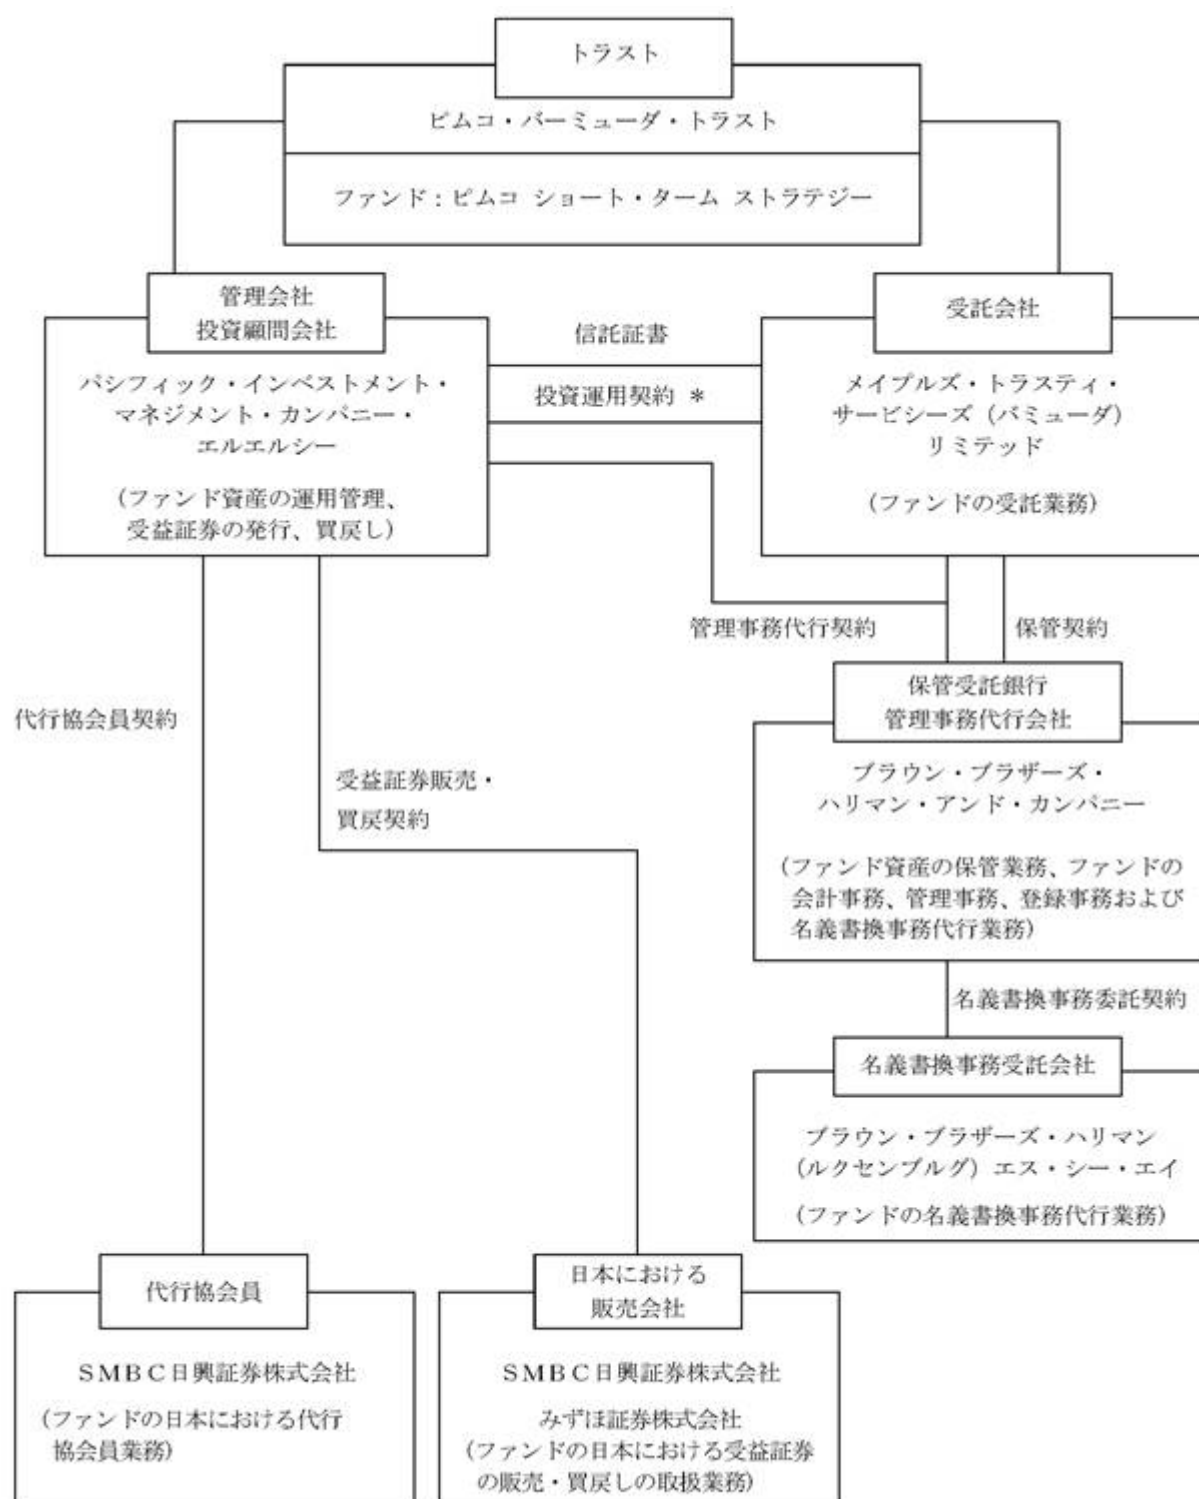 トラスト
ピムコ・バーミューダ・トラスト
ファンド：ピムコ ショート・ターム ストラテジー
管理会社
投資顧問会社
パシフィック・インベストメント・
マネジメント・カンパニー・
エルエルシー
（ファンド資産の運用管理、
受益証券の発行、買戻し）
信託証書
投資運用契約 ＊
受託会社
メイプルズ・トラスティ・
サービシーズ（バミューダ）
リミテッド
（ファンドの受託業務）
管理事務代行契約
保管契約
保管受託銀行
管理事務代行会社
ブラウン・ブラザーズ・
ハリマン・アンド・カンパニー
（ファンド資産の保管業務、ファンドの
会計事務、管理事務、登録事務および
名義書換事務代行業務）
代行協会員契約
受益証券販売・
買戻契約
名義書換事務委託契約
名義書換事務受託会社
ブラウン・ブラザーズ・ハリマン
（ルクセンブルグ）エス・シー・エイ
（ファンドの名義書換事務代行業務）
代行協会員
ＳＭＢＣ日興証券株式会社
（ファンドの日本における代行
協会員業務）
日本における
販売会社
ＳＭＢＣ日興証券株式会社
みずほ証券株式会社
（ファンドの日本における受益証券
の販売・買戻しの取扱業務）